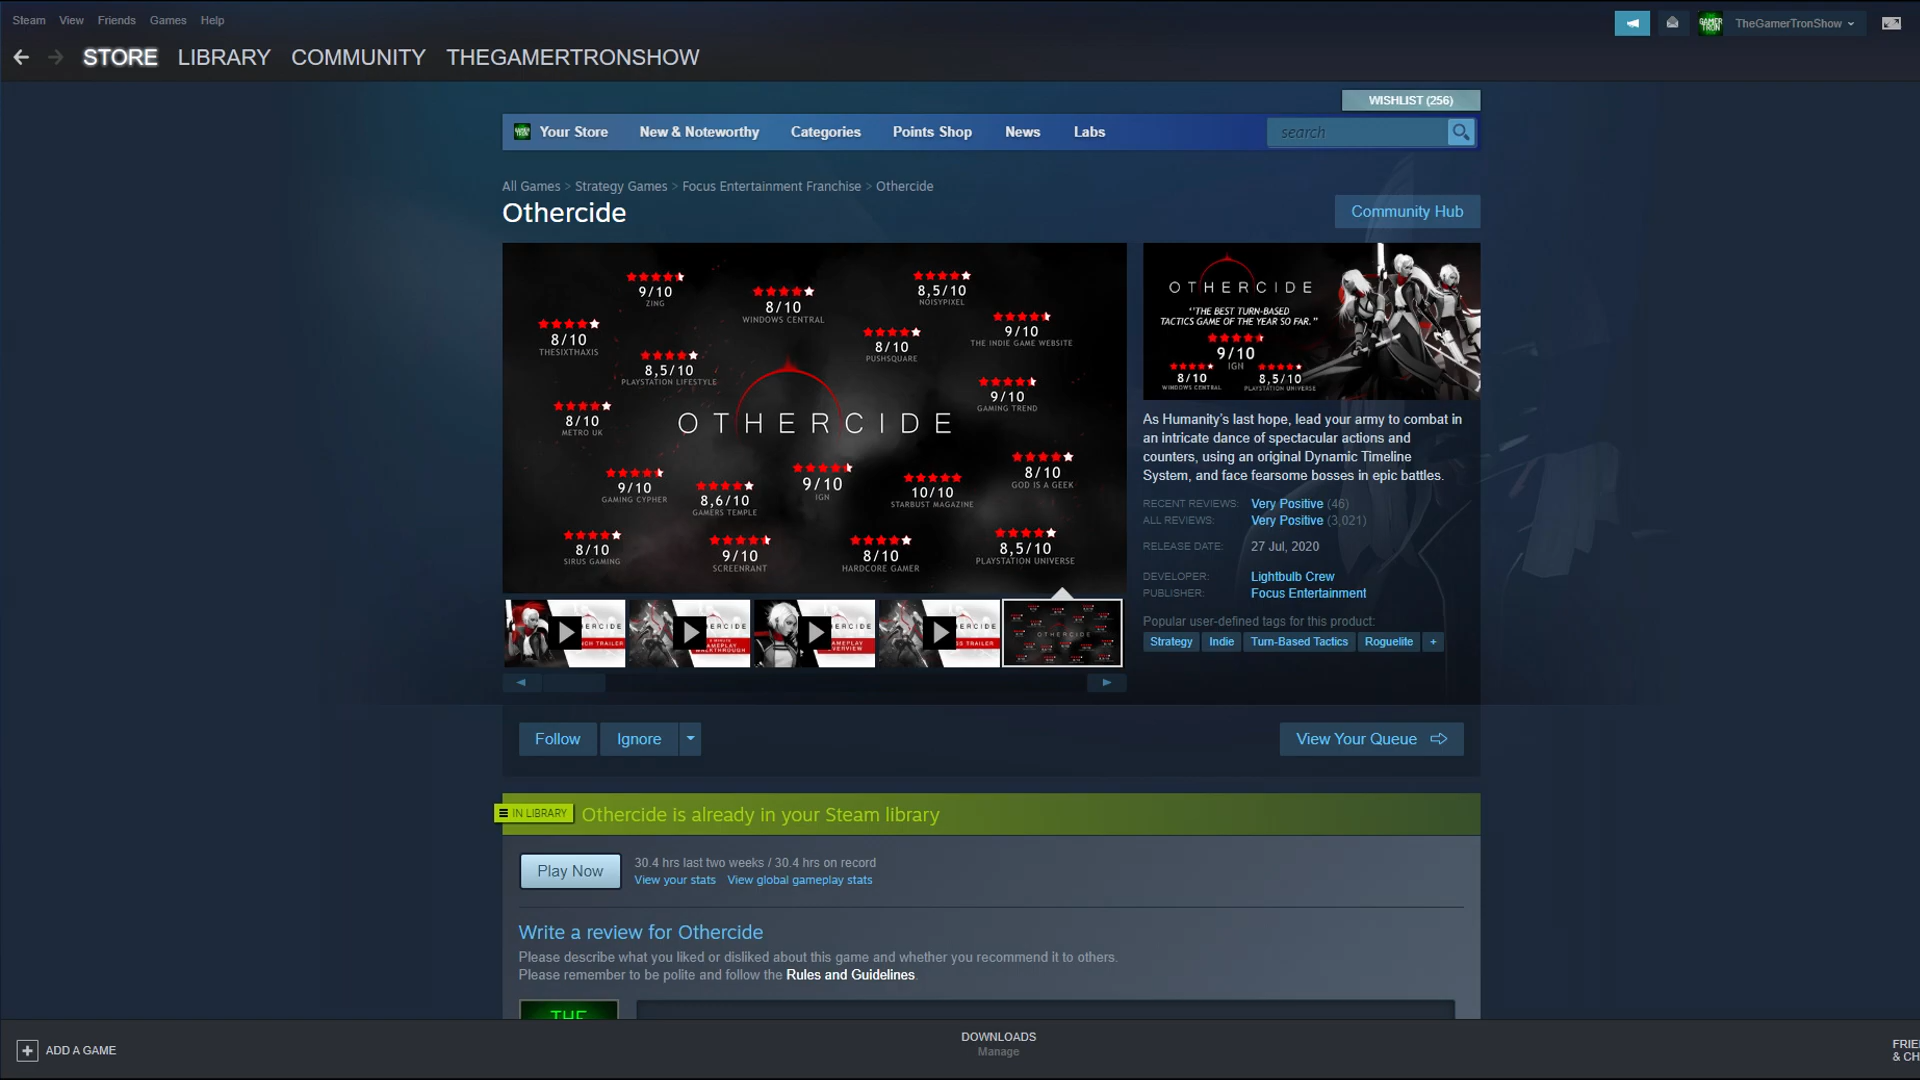 Steam View Friends Games Help
TheGamerTronShow
STORE LIBRARY COMMUNITY THEGAMERTRONSHOW
WISHLIST (256)
Your Store New & Noteworthy Categories Points Shop News Labs search
All Games > Strategy Games > Focus Entertainment Franchise > Othercide
Othercide
Community Hub
9/10
ZING
8/10
WINDOWS CENTRAL
8,5/10
NOISYPIXEL
8/10
THESIXTHAXIS
8/10
PUSHSQUARE
9/10
THE INDIE GAME WEBSITE
8,5/10
PLAYSTATION LIFESTYLE
9/10
GAMING TREND
8/10
METRO UK
OTHERCIDE
9/10
GAMING CYPHER
8,6/10
GAMERS TEMPLE
9/10
IGN
10/10
STARBUST MAGAZINE
8/10
GOD IS A GEEK
8/10
SIRUS GAMING
9/10
SCREENRANT
8/10
HARDCORE GAMER
8,5/10
PLAYSTATION UNIVERSE
OTHERCIDE
"THE BEST TURN-BASED
TACTICS GAME OF THE YEAR SO FAR."
9/10
IGN
8/10
WINDOWS CENTRAL
8,5/10
PLAYSTATION UNIVERSE
As Humanity's last hope, lead your army to combat in
an intricate dance of spectacular actions and
counters, using an original Dynamic Timeline
System, and face fearsome bosses in epic battles.
RECENT REVIEWS: Very Positive (46)
ALL REVIEWS: Very Positive (3,021)
RELEASE DATE: 27 Jul, 2020
DEVELOPER: Lightbulb Crew
PUBLISHER: Focus Entertainment
Popular user-defined tags for this product:
Strategy Indie Turn-Based Tactics Roguelite +
Follow Ignore
View Your Queue
IN LIBRARY
Othercide is already in your Steam library
Play Now
30.4 hrs last two weeks / 30.4 hrs on record
View your stats View global gameplay stats
Write a review for Othercide
Please describe what you liked or disliked about this game and whether you recommend it to others.
Please remember to be polite and follow the Rules and Guidelines.
THE
ADD A GAME
DOWNLOADS
Manage
FRIE
& CH